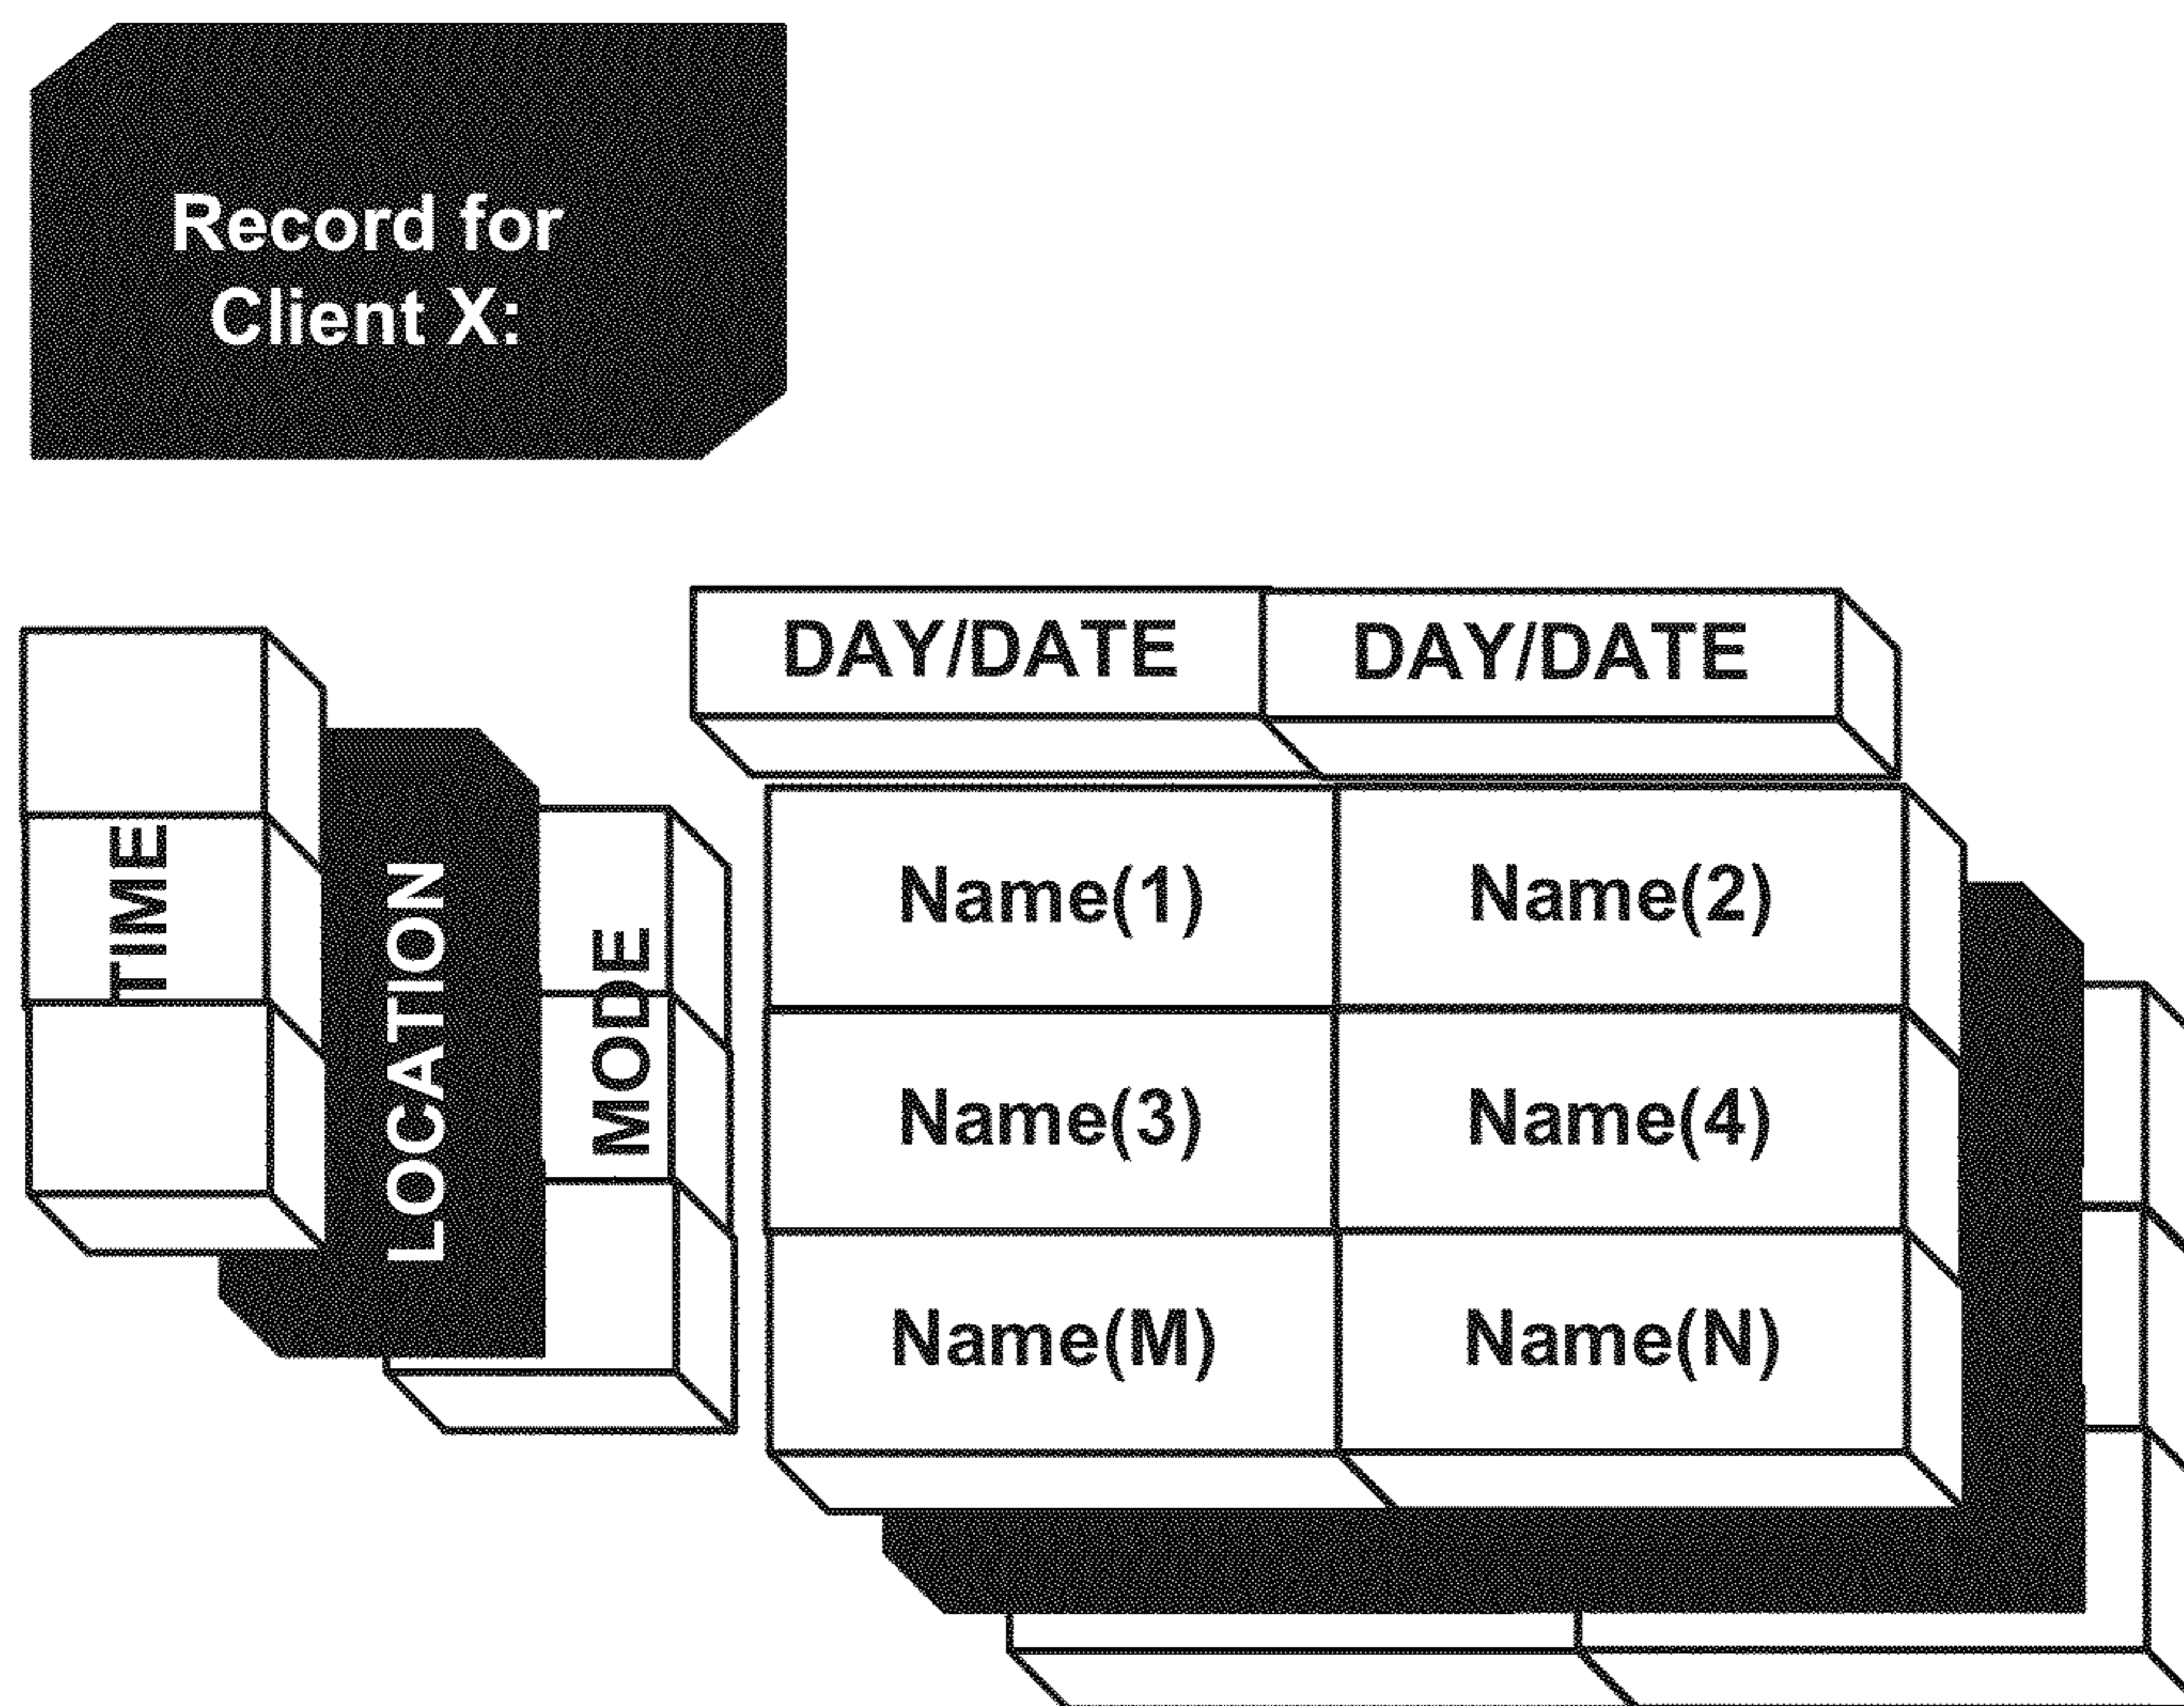 Record for
Client X:
DAY/DATE DAY/DATE
TIME
LOCATION
MODE
Name(1) Name(2)
Name(3) Name(4)
Name(M) Name(N)